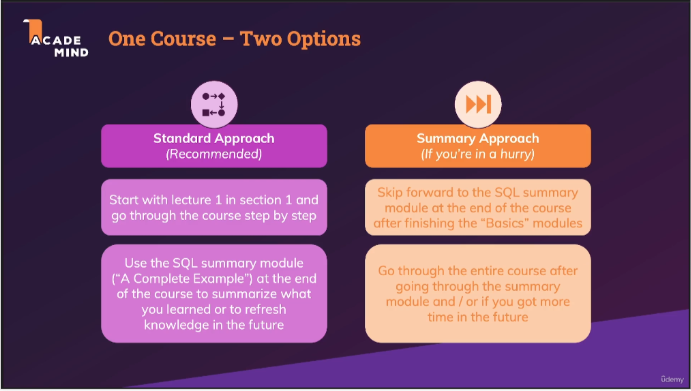 ACADE
MIND
One Course – Two Options
Standard Approach
(Recommended)
Start with lecture 1 in section 1 and
go through the course step by step
Use the SQL summary module
("A Complete Example") at the end
of the course to summarize what
you learned or to refresh
knowledge in the future
Summary Approach
(If you're in a hurry)
Skip forward to the SQL summary
module at the end of the course
after finishing the "Basics" modules
Go through the entire course after
going through the summary
module and / or if you got more
time in the future
ûdemy